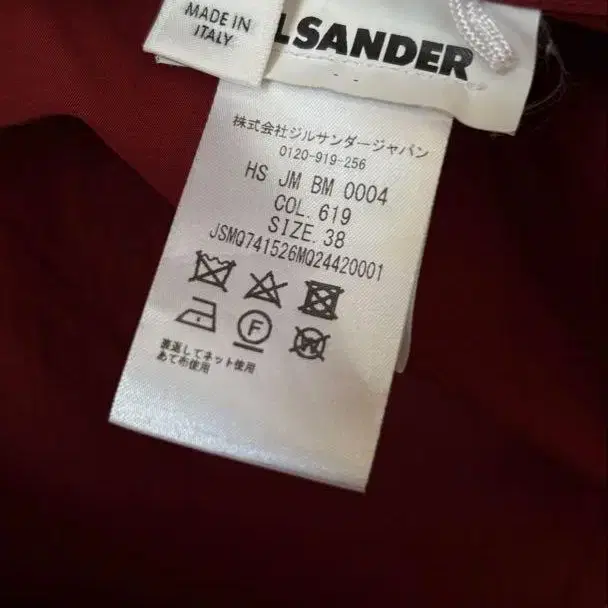 MADE IN
ITALY
LSANDER
株式会社ジルサンダージャパン
0120-919-256
HS JM BM 0004
COL. 619
SIZE. 38
JSMQ741526MQ24420001
F
W
裏返してネット使用
あて布使用